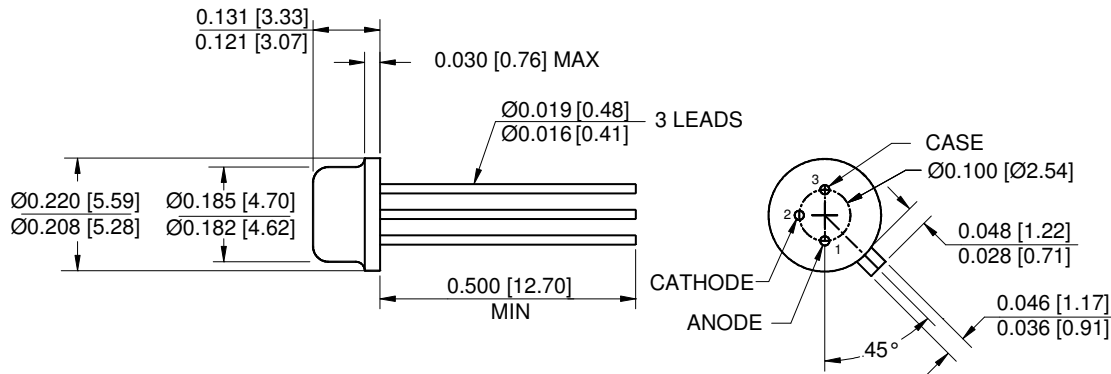 0.131 [3.33]
0.121 [3.07]
0.030 [0.76] MAX
Ø0.019 [0.48]
Ø0.016 [0.41]
3 LEADS
Ø0.220 [5.59]
Ø0.208 [5.28]
Ø0.185 [4.70]
Ø0.182 [4.62]
0.500 [12.70]
MIN
CASE
Ø0.100 [Ø2.54]
3
2
1
CATHODE
ANODE
0.048 [1.22]
0.028 [0.71]
0.046 [1.17]
0.036 [0.91]
45°